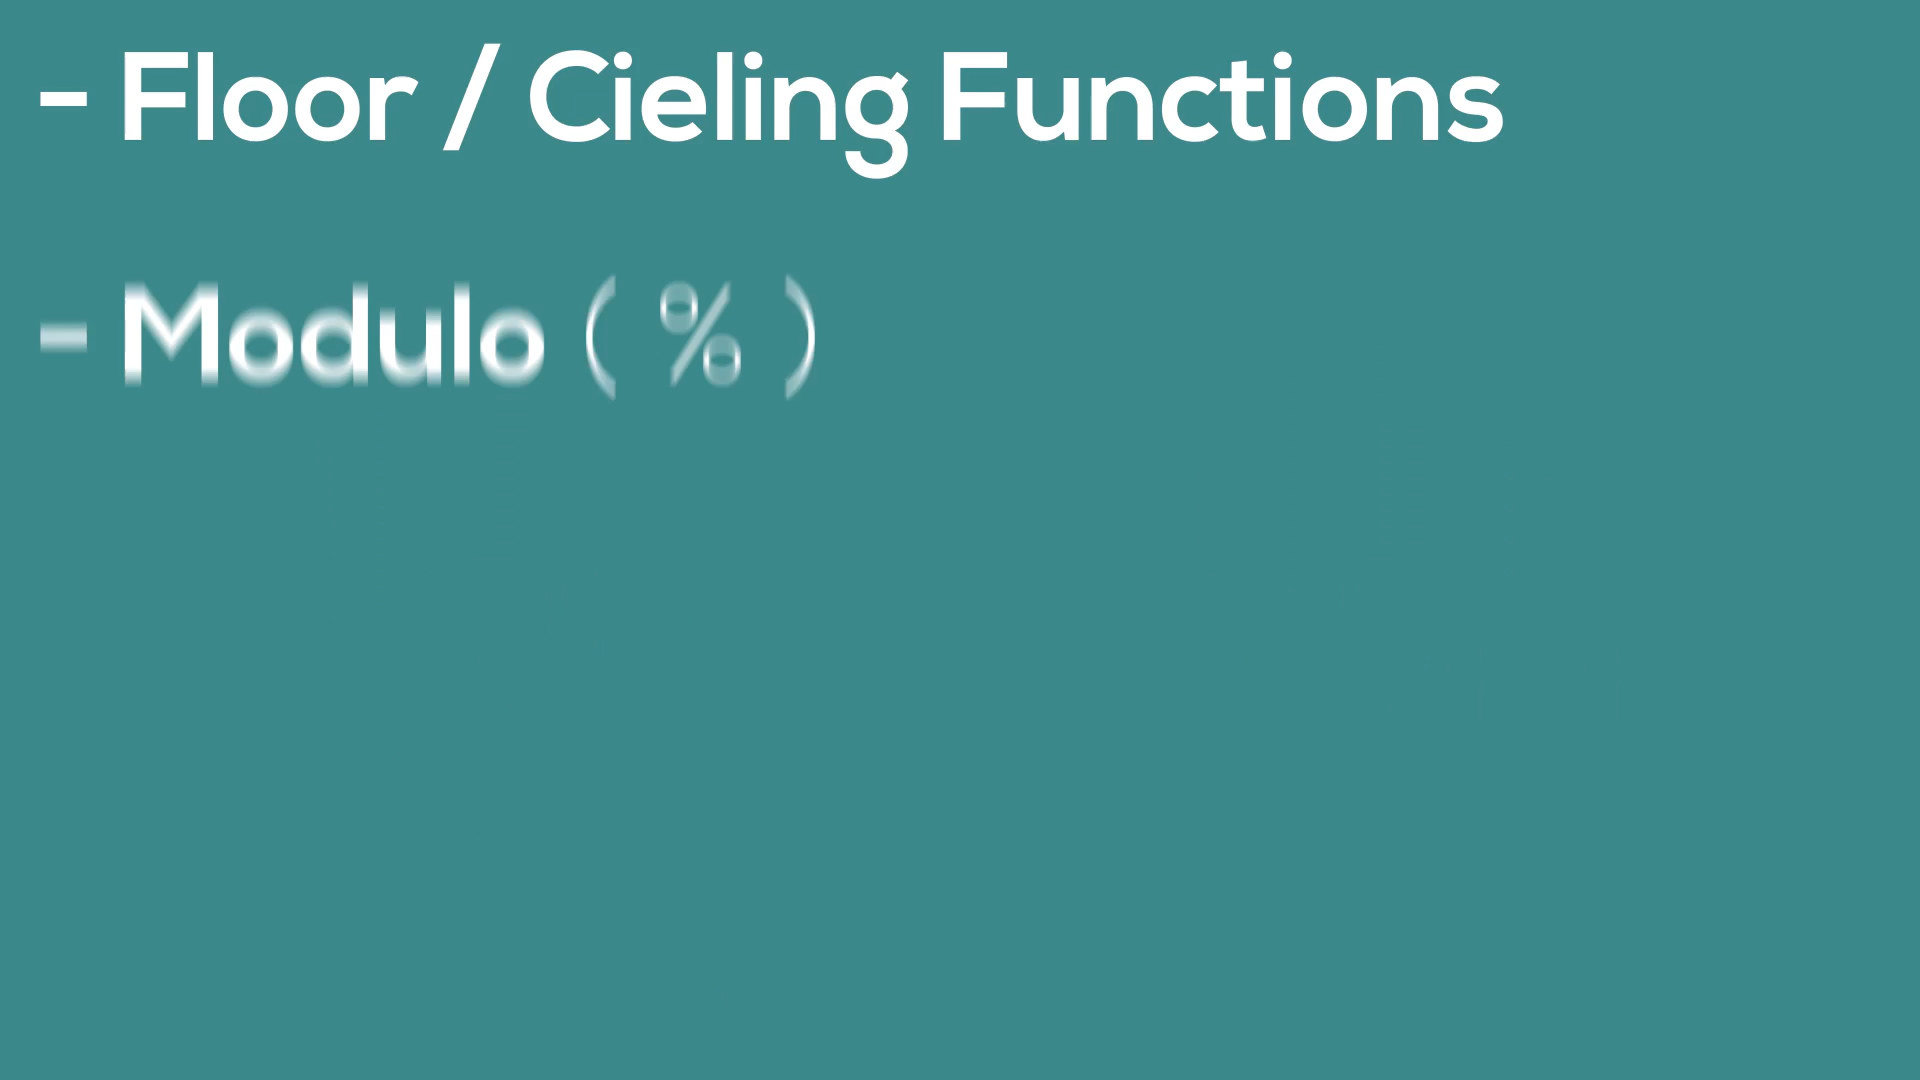 - Floor / Cieling Functions
- Modulo ( % )